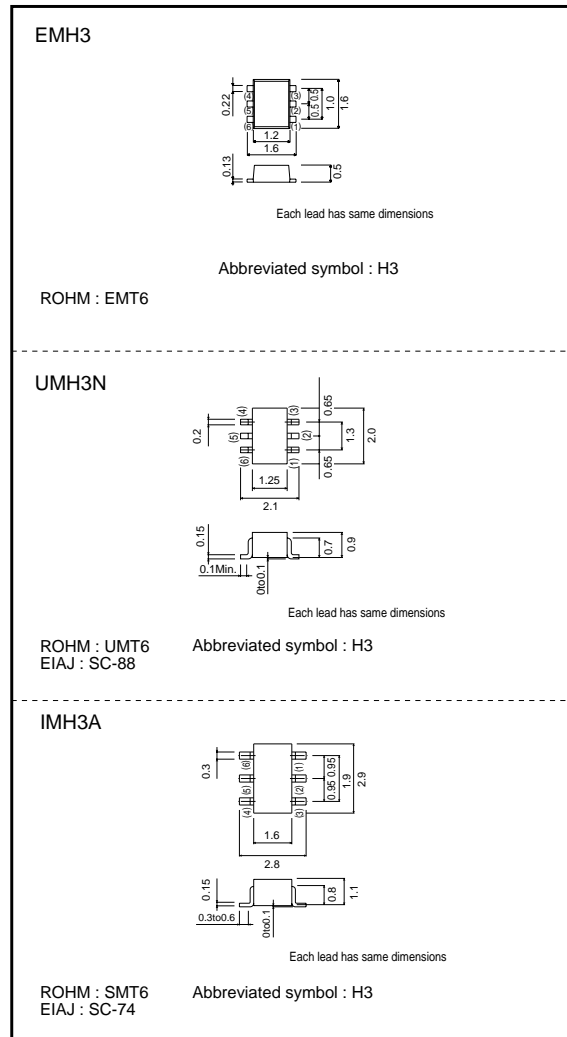 EMH3
0.22
(4)
(3)
(5)
(2)
(6)
(1)
0.5 0.5
1.0
1.6
1.2
1.6
0.13
0.5
Each lead has same dimensions
Abbreviated symbol : H3
ROHM : EMT6
UMH3N
0.2
(4)
(3)
(5)
(2)
(6)
(1)
0.65
0.65
1.3
2.0
1.25
2.1
0.15
0.1Min.
0to0.1
0.7
0.9
Each lead has same dimensions
ROHM : UMT6 Abbreviated symbol : H3
EIAJ : SC-88
IMH3A
0.3
(6)
(1)
(5)
(2)
(4)
(3)
0.95 0.95
1.9
2.9
1.6
2.8
0.15
0.3to0.6
0to0.1
0.8
1.1
Each lead has same dimensions
ROHM : SMT6 Abbreviated symbol : H3
EIAJ : SC-74